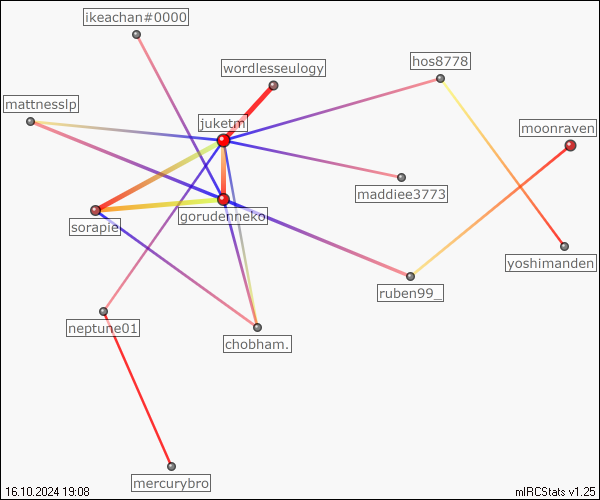 ikeachan#0000
hos8778
wordlesseulogy
mattnesslp
juketm
moonraven
maddiee3773
gorudenneko
sorapie
yoshimanden
ruben99_
neptune01
chobham.
mercurybro
16.10.2024 19:08
mIRCStats v1.25